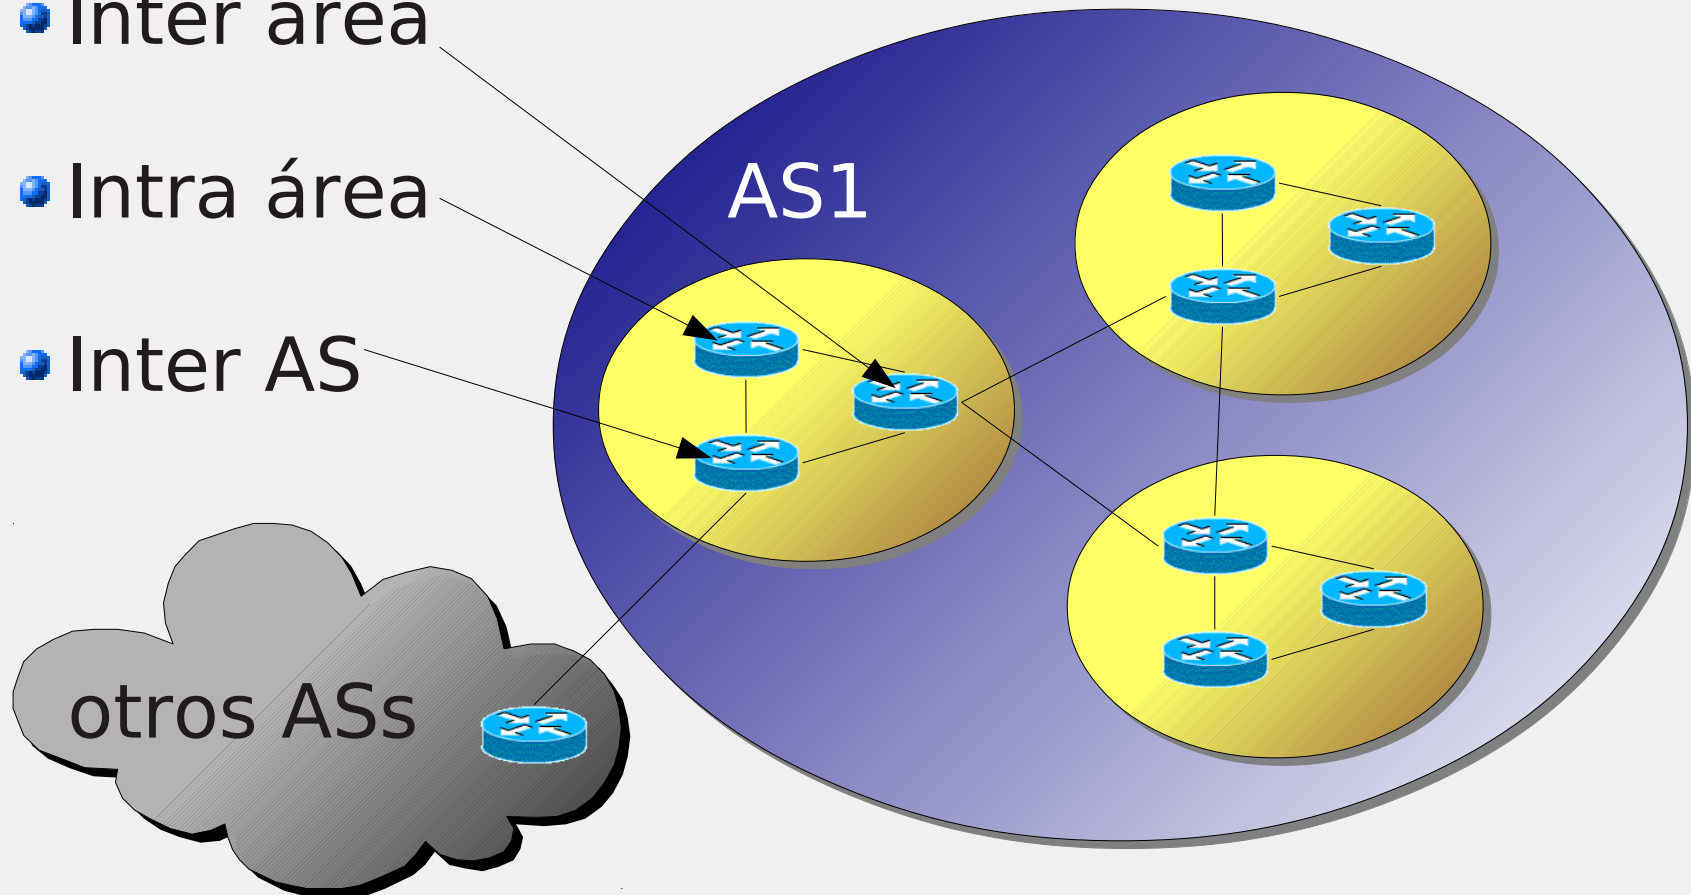 Inter área
Intra área
Inter AS
AS1
otros ASs